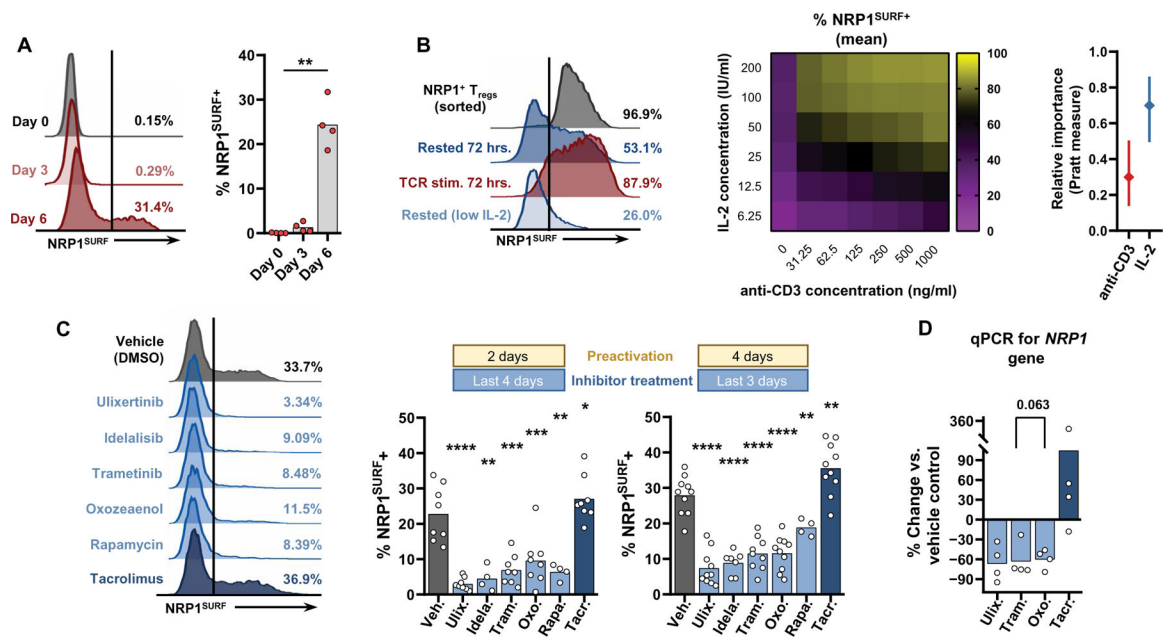 A
Day 0
0.15%
Day 3
0.29%
Day 6
31.4%
NRP1SURF
% NRP1SURF+
40
30
20
10
0
**
Day 0
Day 3
Day 6
B
NRP1+ Tregs
(sorted)
96.9%
Rested 72 hrs.
53.1%
TCR stim. 72 hrs.
87.9%
Rested (low IL-2)
26.0%
NRP1SURF
% NRP1SURF+
(mean)
IL-2 concentration (IU/ml)
200
100
50
25
12.5
6.25
0
31.25
62.5
125
250
500
1000
anti-CD3 concentration (ng/ml)
100
80
60
40
20
0
Relative importance
(Pratt measure)
1.0
0.8
0.6
0.4
0.2
0.0
anti-CD3
IL-2
C
Vehicle
(DMSO)
33.7%
Ulixertinib
3.34%
Idelalisib
9.09%
Trametinib
8.48%
Oxozeaenol
11.5%
Rapamycin
8.39%
Tacrolimus
36.9%
NRP1SURF
2 days
Preactivation
4 days
Last 4 days
Inhibitor treatment
Last 3 days
% NRP1SURF+
50
40
30
20
10
0
****
**
***
***
**
*
Veh.
Ulix.
Idela.
Tram.
Oxo.
Rapa.
Tacr.
% NRP1SURF+
50
40
30
20
10
0
****
****
****
****
**
**
Veh.
Ulix.
Idela.
Tram.
Oxo.
Rapa.
Tacr.
D
qPCR for NRP1
gene
% Change vs.
vehicle control
360
90
60
30
0
−30
−60
−90
0.063
Ulix.
Tram.
Oxo.
Tacr.